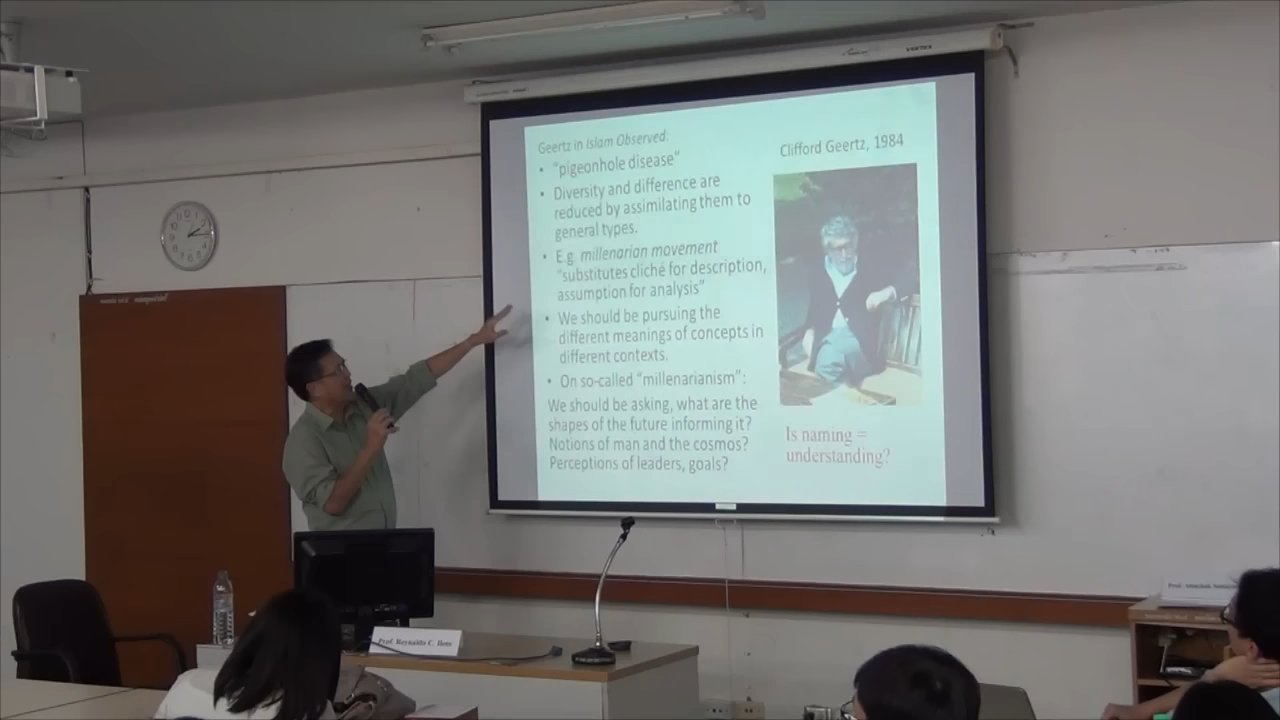 Geertz in Islam Observed:
• "pigeonhole disease"
• Diversity and difference are
reduced by assimilating them to
general types.
• E.g. millenarian movement
"substitutes cliché for description,
assumption for analysis"
• We should be pursuing the
different meanings of concepts in
different contexts.
• On so-called "millenarianism":
We should be asking, what are the
shapes of the future informing it?
Notions of man and the cosmos?
Perceptions of leaders, goals?
Clifford Geertz, 1984
Is naming =
understanding?
VERTEX
Prof. Reynaldo C. Ileto
Prof.